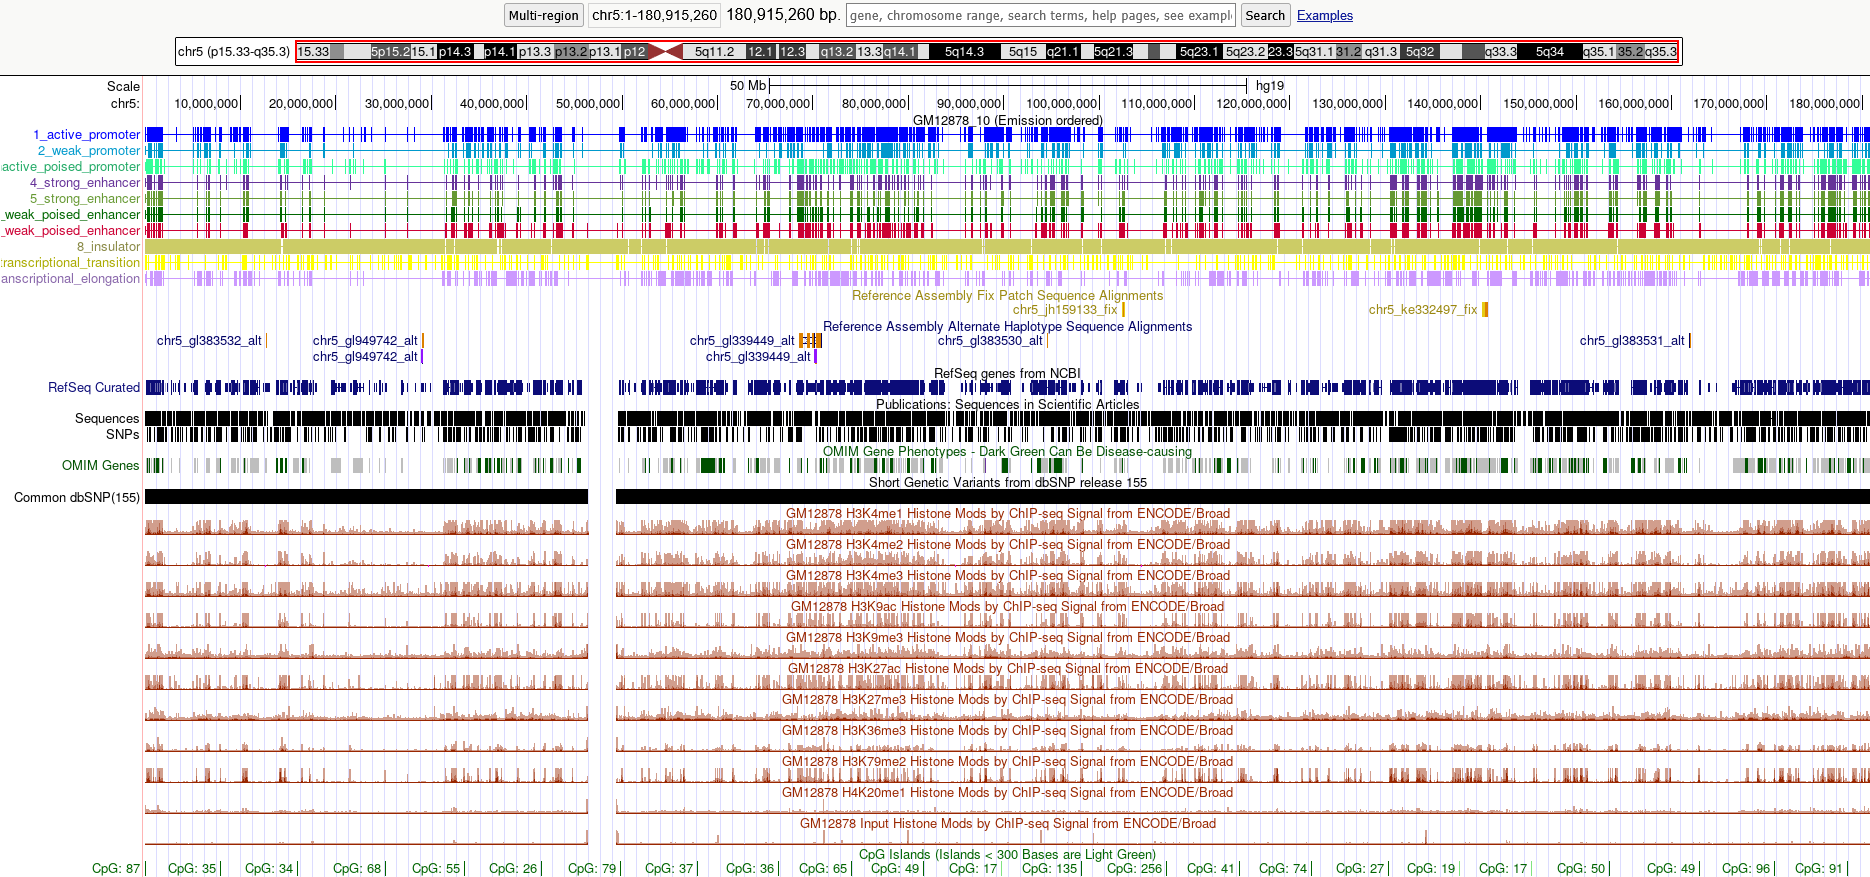 Multi-region chr5:1-180,915,260 180,915,260 bp. gene, chromosome range, search terms, help pages, see exampl Search Examples
chr5 (p15.33-q35.3) 15.33 5p15.2 15.1 p14.3 p14.1 p13.3 p13.2 p13.1 p12 5q11.2 12.1 12.3 q13.2 13.3 q14.1 5q14.3 5q15 q21.1 5q21.3 5q23.1 5q23.2 23.3 5q31.1 31.2 q31.3 5q32 q33.3 5q34 q35.1 35.2 q35.3
Scale 50 Mb hg19
chr5: 10,000,000 20,000,000 30,000,000 40,000,000 50,000,000 60,000,000 70,000,000 80,000,000 90,000,000 100,000,000 110,000,000 120,000,000 130,000,000 140,000,000 150,000,000 160,000,000 170,000,000 180,000,000
GM12878_10 (Emission ordered)
1_active_promoter
2_weak_promoter
active_poised_promoter
4_strong_enhancer
5_strong_enhancer
_weak_poised_enhancer
_weak_poised_enhancer
8_insulator
transcriptional_transition
anscriptional_elongation
Reference Assembly Fix Patch Sequence Alignments
chr5_jh159133_fix chr5_ke332497_fix
Reference Assembly Alternate Haplotype Sequence Alignments
chr5_gl383532_alt chr5_gl949742_alt chr5_gl339449_alt chr5_gl383530_alt chr5_gl383531_alt
chr5_gl949742_alt chr5_gl339449_alt
RefSeq genes from NCBI
RefSeq Curated
Publications: Sequences in Scientific Articles
Sequences
SNPs
OMIM Gene Phenotypes - Dark Green Can Be Disease-causing
OMIM Genes
Short Genetic Variants from dbSNP release 155
Common dbSNP(155)
GM12878 H3K4me1 Histone Mods by ChIP-seq Signal from ENCODE/Broad
GM12878 H3K4me2 Histone Mods by ChIP-seq Signal from ENCODE/Broad
GM12878 H3K4me3 Histone Mods by ChIP-seq Signal from ENCODE/Broad
GM12878 H3K9ac Histone Mods by ChIP-seq Signal from ENCODE/Broad
GM12878 H3K9me3 Histone Mods by ChIP-seq Signal from ENCODE/Broad
GM12878 H3K27ac Histone Mods by ChIP-seq Signal from ENCODE/Broad
GM12878 H3K27me3 Histone Mods by ChIP-seq Signal from ENCODE/Broad
GM12878 H3K36me3 Histone Mods by ChIP-seq Signal from ENCODE/Broad
GM12878 H3K79me2 Histone Mods by ChIP-seq Signal from ENCODE/Broad
GM12878 H4K20me1 Histone Mods by ChIP-seq Signal from ENCODE/Broad
GM12878 Input Histone Mods by ChIP-seq Signal from ENCODE/Broad
CpG Islands (Islands < 300 Bases are Light Green)
CpG: 87 CpG: 35 CpG: 34 CpG: 68 CpG: 55 CpG: 26 CpG: 79 CpG: 37 CpG: 36 CpG: 65 CpG: 49 CpG: 17 CpG: 135 CpG: 256 CpG: 41 CpG: 74 CpG: 27 CpG: 19 CpG: 17 CpG: 50 CpG: 49 CpG: 96 CpG: 91